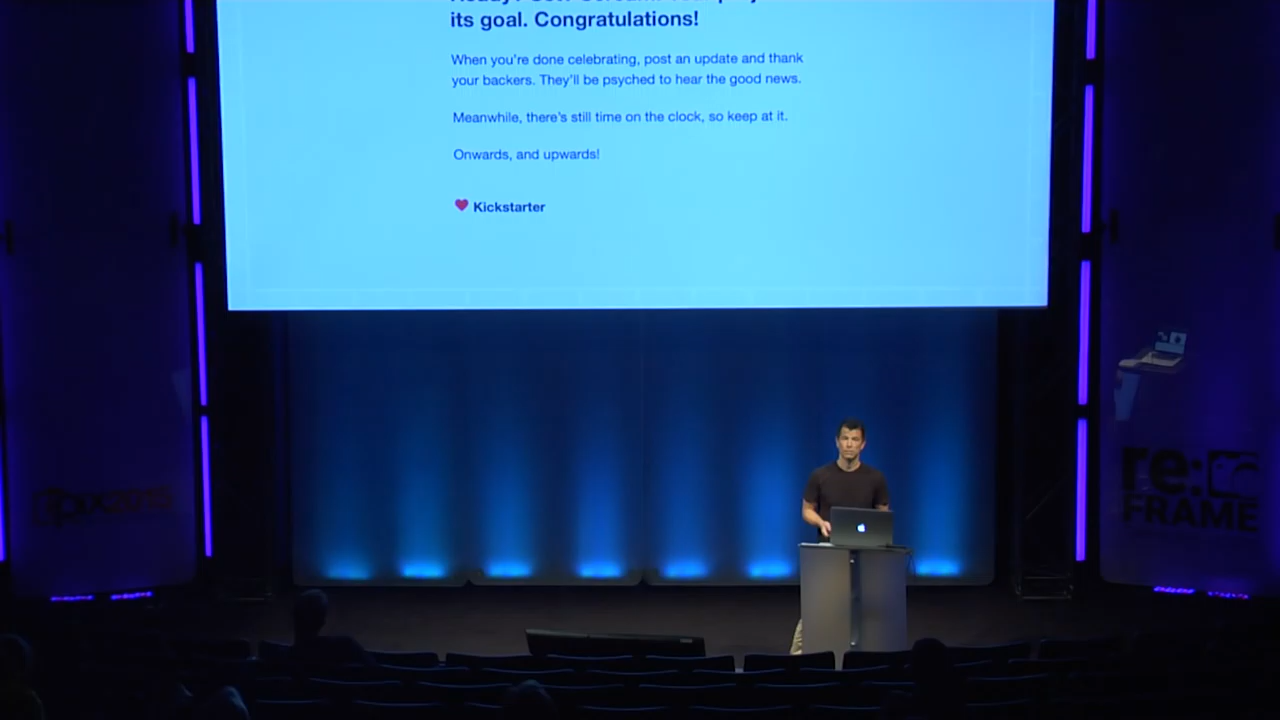 its goal. Congratulations!
When you're done celebrating, post an update and thank
your backers. They'll be psyched to hear the good news.
Meanwhile, there's still time on the clock, so keep at it.
Onwards, and upwards!
Kickstarter
re:
FRAME